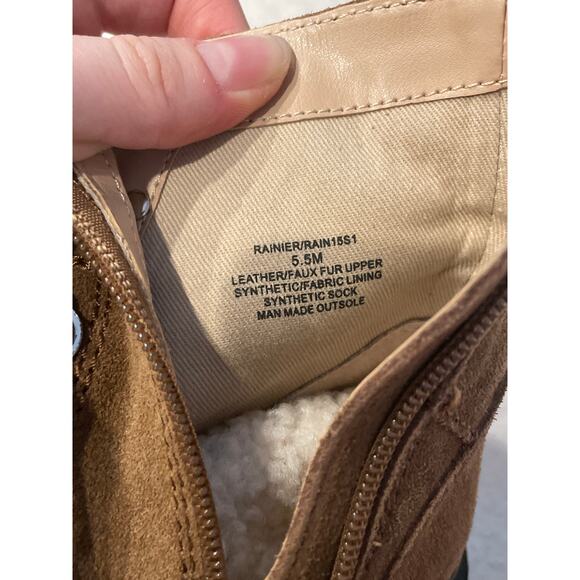 RAINIER/RAIN15S1
5.5M
LEATHER/FAUX FUR UPPER
SYNTHETIC/FABRIC LINING
SYNTHETIC SOCK
MAN MADE OUTSOLE